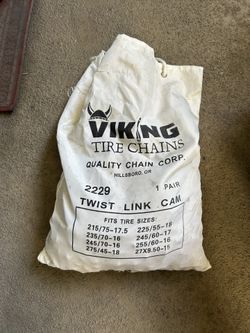 VIKING
TIRE CHAINS
QUALITY CHAIN CORP.
HILLSBORO, OR
2229 1 PAIR
TWIST LINK CAM
FITS TIRE SIZES:
215/75-17.5 225/55-18
235/70-16 245/60-17
245/70-16 255/60-16
275/45-18 27X9.50-15